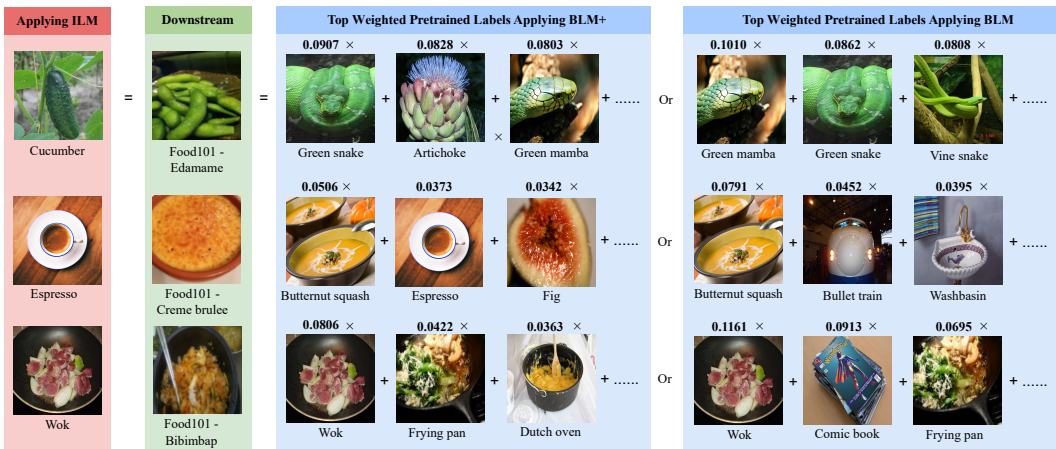 Applying ILM
Downstream
Top Weighted Pretrained Labels Applying BLM+
Top Weighted Pretrained Labels Applying BLM
0.0907 ×
0.0828 ×
0.0803 ×
0.1010 ×
0.0862 ×
0.0808 ×
=
=
+
+
+ ......
Or
+
+
+ ......
×
Cucumber
Food101 -
Edamame
Green snake
Artichoke
Green mamba
Green mamba
Green snake
Vine snake
0.0506 ×
0.0373
0.0342 ×
0.0791 ×
0.0452 ×
0.0395 ×
+
+
+ ......
Or
+
+
+ ......
Espresso
Food101 -
Creme brulee
Butternut squash
Espresso
Fig
Butternut squash
Bullet train
Washbasin
0.0806 ×
0.0422 ×
0.0363 ×
0.1161 ×
0.0913 ×
0.0695 ×
+
+
+ ......
Or
+
+
+ ......
Wok
Food101 -
Bibimbap
Wok
Frying pan
Dutch oven
Wok
Comic book
Frying pan